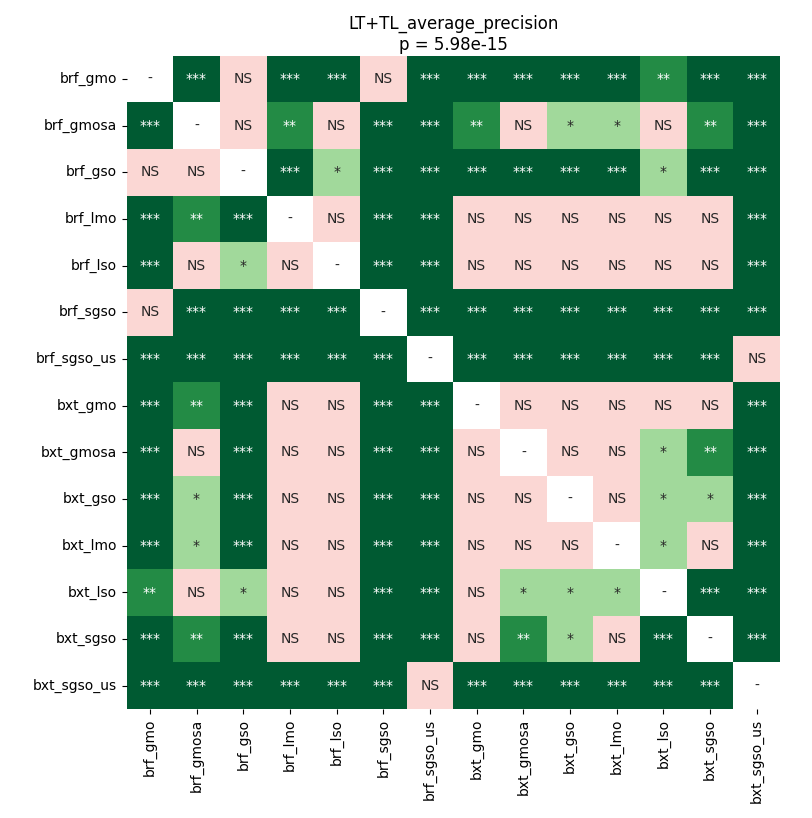 LT+TL_average_precision
p = 5.98e-15
brf_gmo - *** NS *** *** NS *** *** *** *** *** ** *** ***
brf_gmosa *** - NS ** NS *** *** ** NS * * NS ** ***
brf_gso NS NS - *** * *** *** *** *** *** *** * *** ***
brf_lmo *** ** *** - NS *** *** NS NS NS NS NS NS ***
brf_lso *** NS * NS - *** *** NS NS NS NS NS NS ***
brf_sgso NS *** *** *** *** - *** *** *** *** *** *** *** ***
brf_sgso_us *** *** *** *** *** *** - *** *** *** *** *** *** NS
bxt_gmo *** ** *** NS NS *** *** - NS NS NS NS NS ***
bxt_gmosa *** NS *** NS NS *** *** NS - NS NS * ** ***
bxt_gso *** * *** NS NS *** *** NS NS - NS * * ***
bxt_lmo *** * *** NS NS *** *** NS NS NS - * NS ***
bxt_lso ** NS * NS NS *** *** NS * * * - *** ***
bxt_sgso *** ** *** NS NS *** *** NS ** * NS *** - ***
bxt_sgso_us *** *** *** *** *** *** NS *** *** *** *** *** *** -
brf_gmo brf_gmosa brf_gso brf_lmo brf_lso brf_sgso brf_sgso_us bxt_gmo bxt_gmosa bxt_gso bxt_lmo bxt_lso bxt_sgso bxt_sgso_us